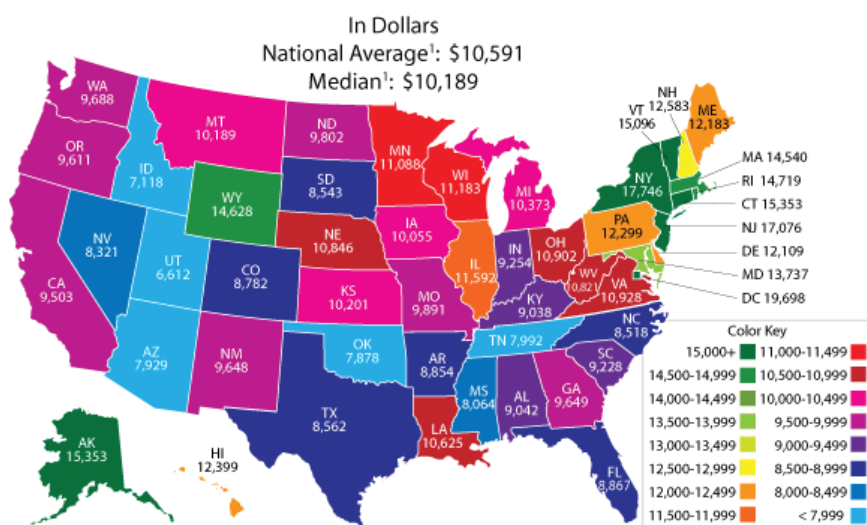 In Dollars
National Average¹: $10,591
Median¹: $10,189
WA
9,688
OR
9,611
CA
9,503
NV
8,321
ID
7,118
MT
10,189
WY
14,628
UT
6,612
AZ
7,929
CO
8,782
NM
9,648
ND
9,802
SD
8,543
NE
10,846
KS
10,201
OK
7,878
TX
8,562
MN
11,088
IA
10,055
MO
9,891
AR
8,854
LA
10,625
WI
11,183
IL
11,592
MI
10,373
IN
9,254
OH
10,902
KY
9,038
TN 7,992
MS
8,064
AL
9,042
GA
9,649
FL
8,867
SC
9,228
NC
8,518
VA
10,928
WV
10,821
PA
12,299
NY
17,746
VT
15,096
NH
12,583
ME
12,183
MA 14,540
RI 14,719
CT 15,353
NJ 17,076
DE 12,109
MD 13,737
DC 19,698
AK
15,353
HI
12,399
Color Key
15,000+ 11,000-11,499
14,500-14,999 10,500-10,999
14,000-14,499 10,000-10,499
13,500-13,999 9,500-9,999
13,000-13,499 9,000-9,499
12,500-12,999 8,500-8,999
12,000-12,499 8,000-8,499
11,500-11,999 < 7,999